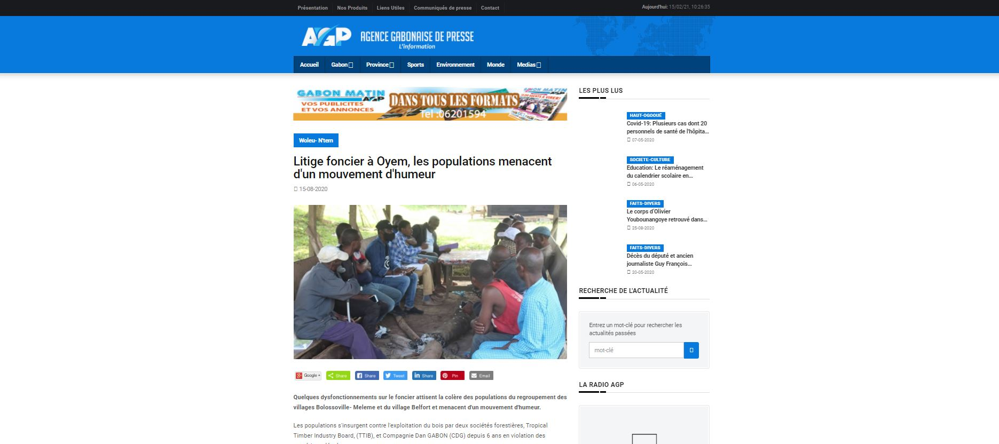 Présentation
Nos Produits
Liens Utiles
Communiqués de presse
Contact
Aujourd'hui: 15/02/21, 10:26:35
AGP
AGENCE GABONAISE DE PRESSE
L'information
Accueil
Gabon
Province
Sports
Environnement
Monde
Medias
GABON MATIN
AGP
VOS PUBLICITES
ET VOS ANNONCES
DANS TOUS LES FORMATS
Tel :06201594
GABON MATIN
Woleu- N'tem
Litige foncier à Oyem, les populations menacent
d'un mouvement d'humeur
15-08-2020
Google +
Share
Share
Tweet
Share
Pin
Email
Quelques dysfonctionnements sur le foncier attisent la colère des populations du regroupement des
villages Bolossoville- Meleme et du village Belfort et menacent d'un mouvement d'humeur.
Les populations s'insurgent contre l'exploitation du bois par deux sociétés forestières, Tropical
Timber Industry Board, (TTIB), et Compagnie Dan GABON (CDG) depuis 6 ans en violation des
LES PLUS LUS
HAUT-OGOOUÉ
Covid-19: Plusieurs cas dont 20
personnels de santé de l'hôpita...
07-05-2020
SOCIETE-CULTURE
Education: Le réaménagement
du calendrier scolaire en...
06-05-2020
FAITS-DIVERS
Le corps d’Olivier
Youbounangoye retrouvé dans...
25-08-2020
FAITS-DIVERS
Décès du député et ancien
journaliste Guy François...
20-05-2020
RECHERCHE DE L'ACTUALITÉ
Entrez un mot-clé pour rechercher les
actualités passées
mot-clé
LA RADIO AGP